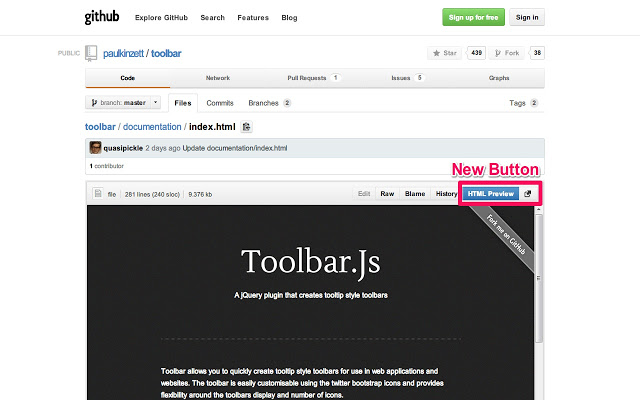 github Explore GitHub Search Features Blog Sign up for free Sign in
PUBLIC paulkinzett / toolbar Star 439 Fork 38
Code Network Pull Requests 1 Issues 5 Graphs
branch: master Files Commits Branches 2 Tags 2
toolbar / documentation / index.html
quasipickle 2 days ago Update documentation/index.html
1 contributor
New Button
file 281 lines (240 sloc) 9.376 kb Edit Raw Blame History HTML Preview
Fork me on GitHub
Toolbar.Js
A jQuery plugin that creates tooltip style toolbars
Toolbar allows you to quickly create tooltip style toolbars for use in web applications and
websites. The toolbar is easily customisable using the twitter bootstrap icons and provides
flexibility around the toolbars display and number of icons.